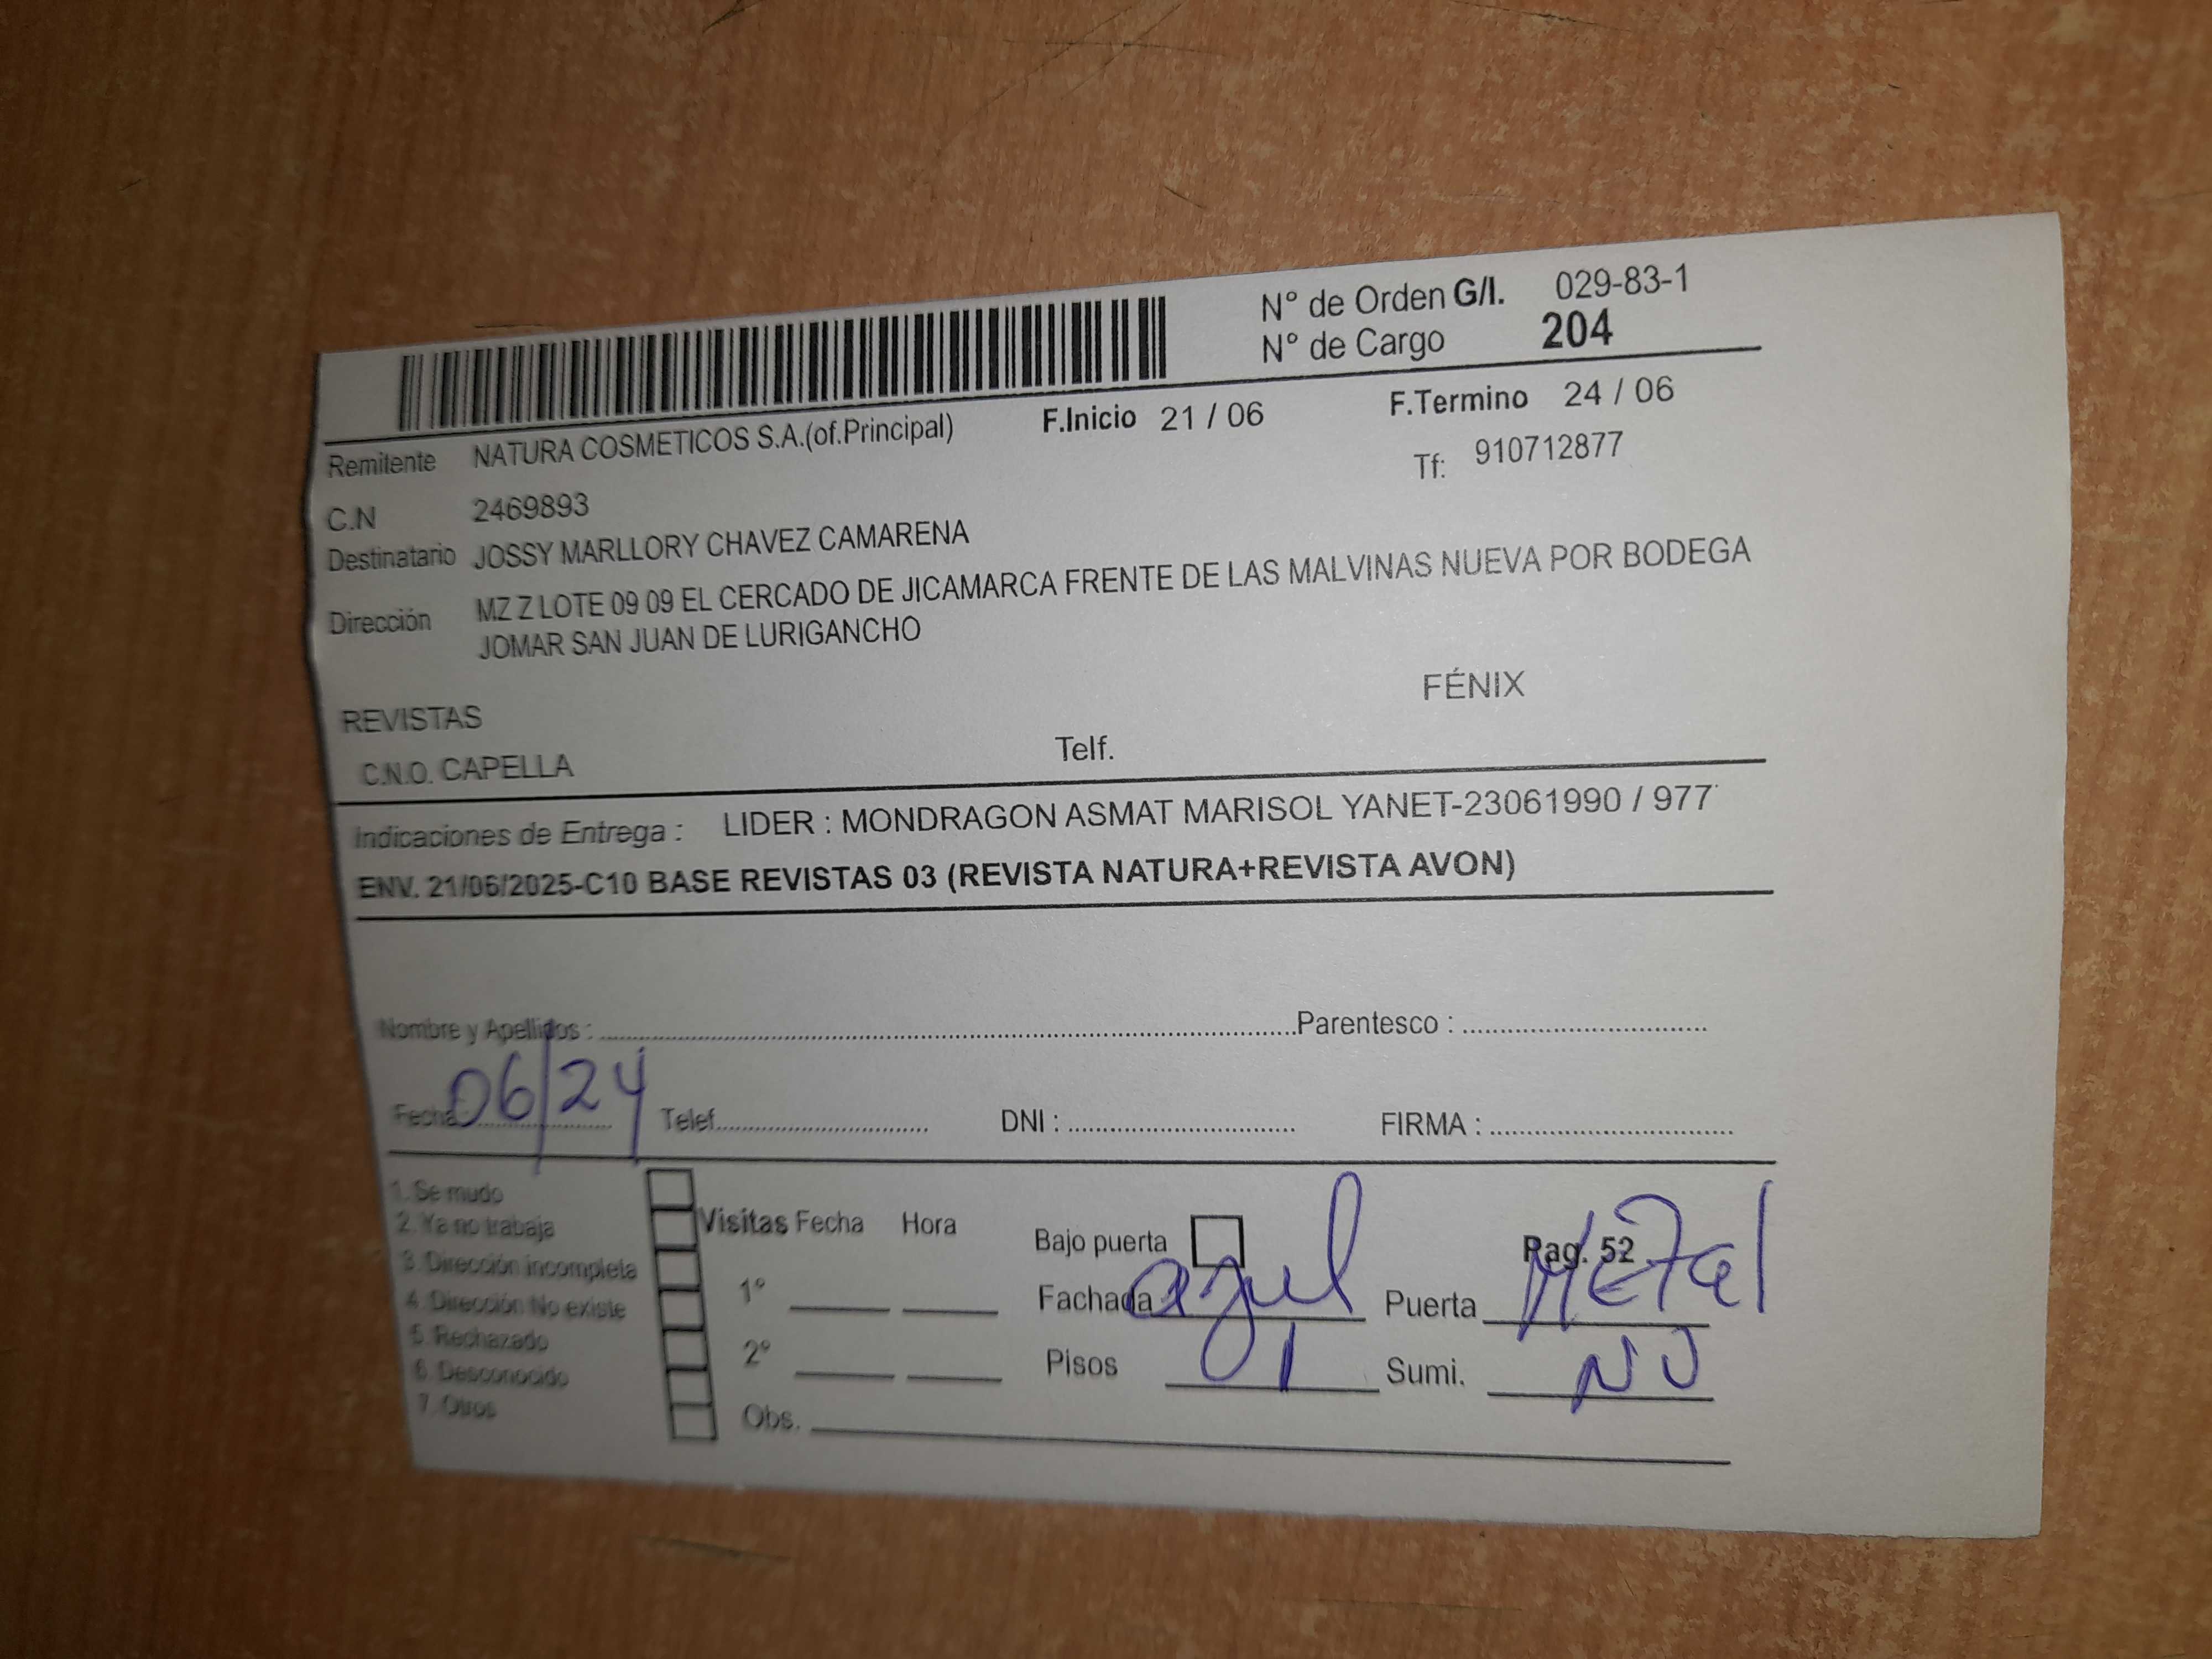 N° de Orden G/I. 029-83-1
N° de Cargo 204
Remitente NATURA COSMETICOS S.A.(of.Principal) F.Inicio 21 / 06 F.Termino 24 / 06
C.N 2469893 Tf: 910712877
Destinatario JOSSY MARLLORY CHAVEZ CAMARENA
Dirección MZ Z LOTE 09 09 EL CERCADO DE JICAMARCA FRENTE DE LAS MALVINAS NUEVA POR BODEGA
JOMAR SAN JUAN DE LURIGANCHO
REVISTAS FÉNIX
C.N.O. CAPELLA Telf.
Indicaciones de Entrega : LIDER : MONDRAGON ASMAT MARISOL YANET-23061990 / 977
ENV. 21/06/2025-C10 BASE REVISTAS 03 (REVISTA NATURA+REVISTA AVON)
Nombre y Apellidos : Parentesco :
Fecha 06/24 Telef. DNI : FIRMA :
1. Se mudo
2. Ya no trabaja
3. Dirección incompleta
4. Dirección No existe
5. Rechazado
6. Desconocido
7. Otros
Visitas Fecha Hora
1°
2°
Obs.
Bajo puerta Pag. 52
Fachada azul Puerta Metal
Pisos 1 Sumi. NU